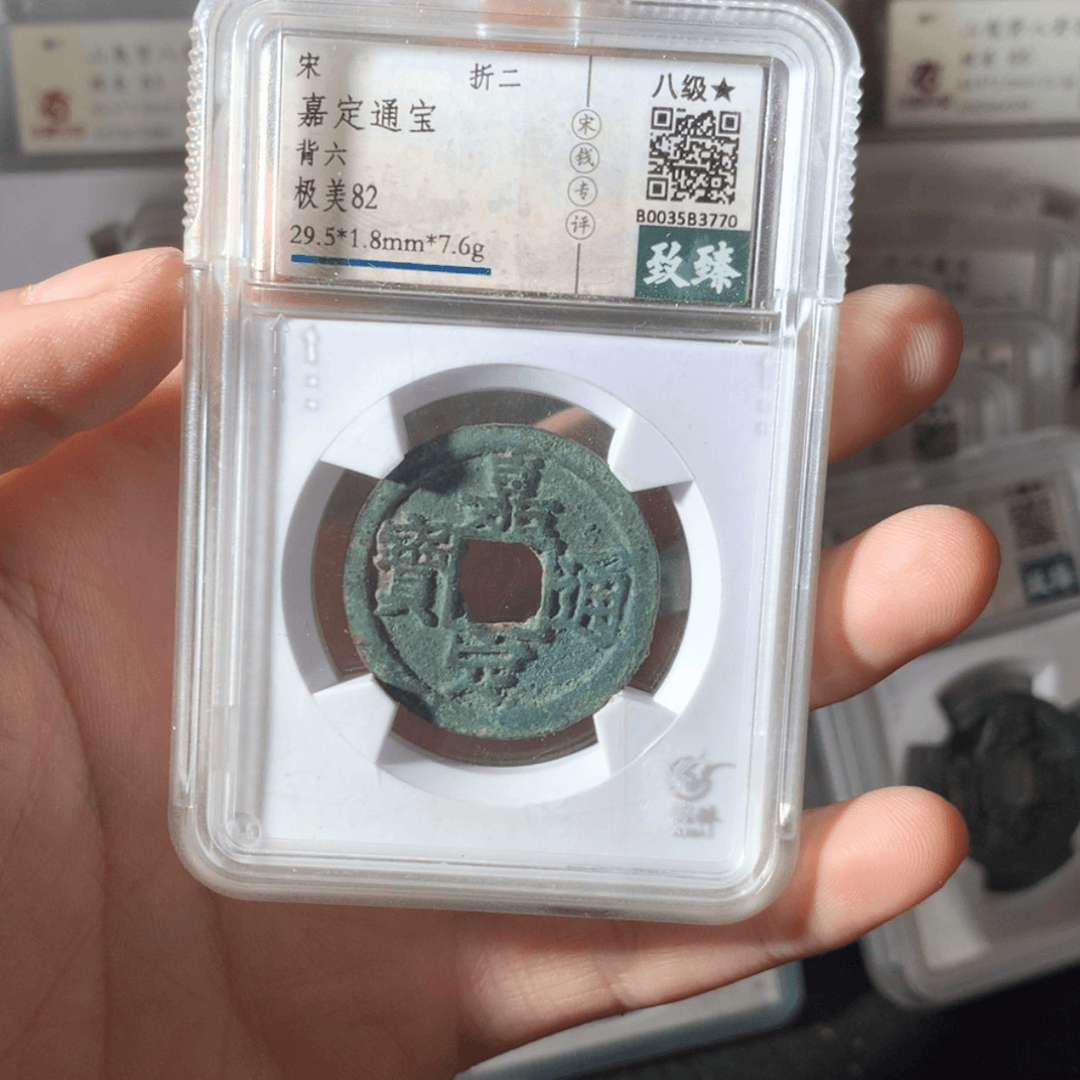 宋 折二
嘉定通宝
背六
极美82
29.5*1.8mm*7.6g
宋钱专评
八级★
B0035B3770
致臻
嘉定通寶